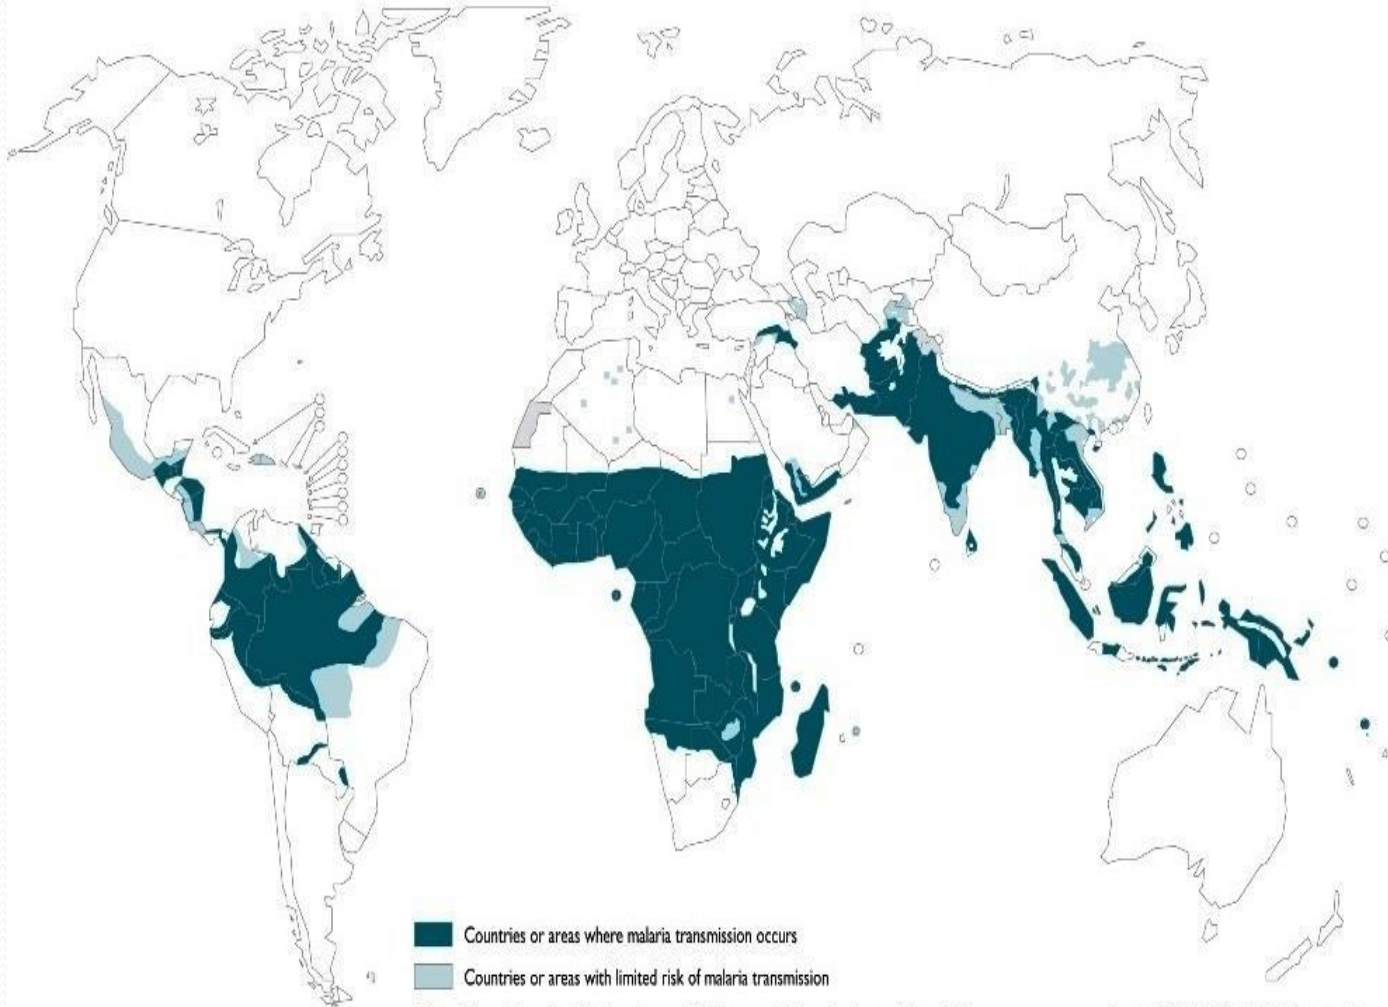 Countries or areas where malaria transmission occurs
Countries or areas with limited risk of malaria transmission